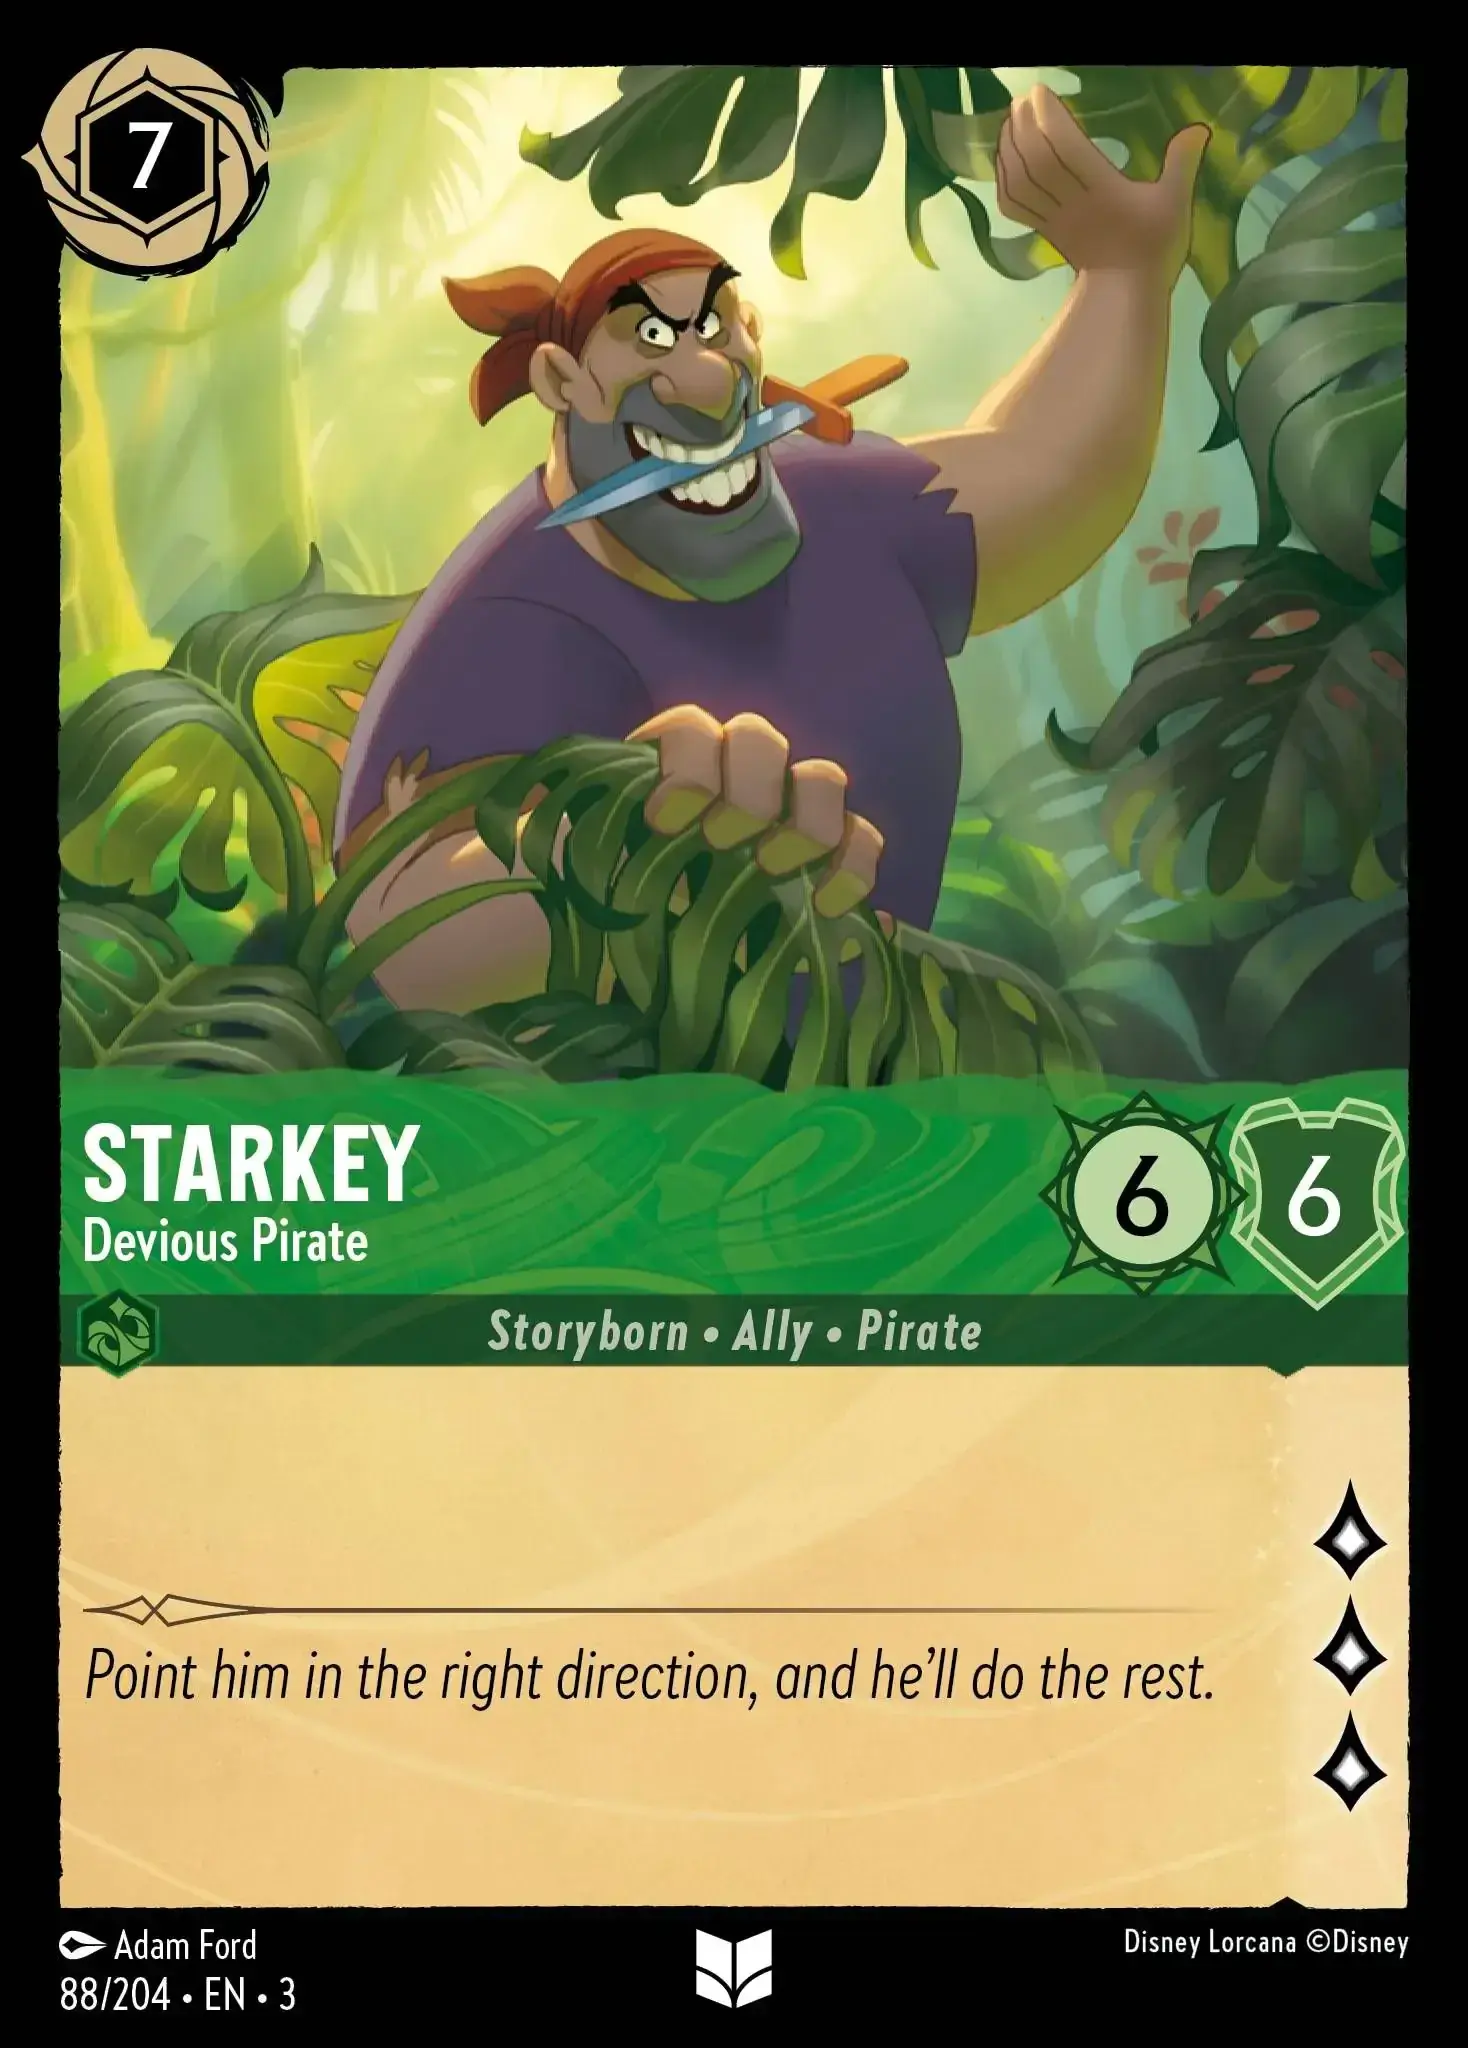 7
STARKEY
Devious Pirate
6 6
Storyborn • Ally • Pirate
Point him in the right direction, and he'll do the rest.
Adam Ford
88/204 • EN • 3
Disney Lorcana ©Disney